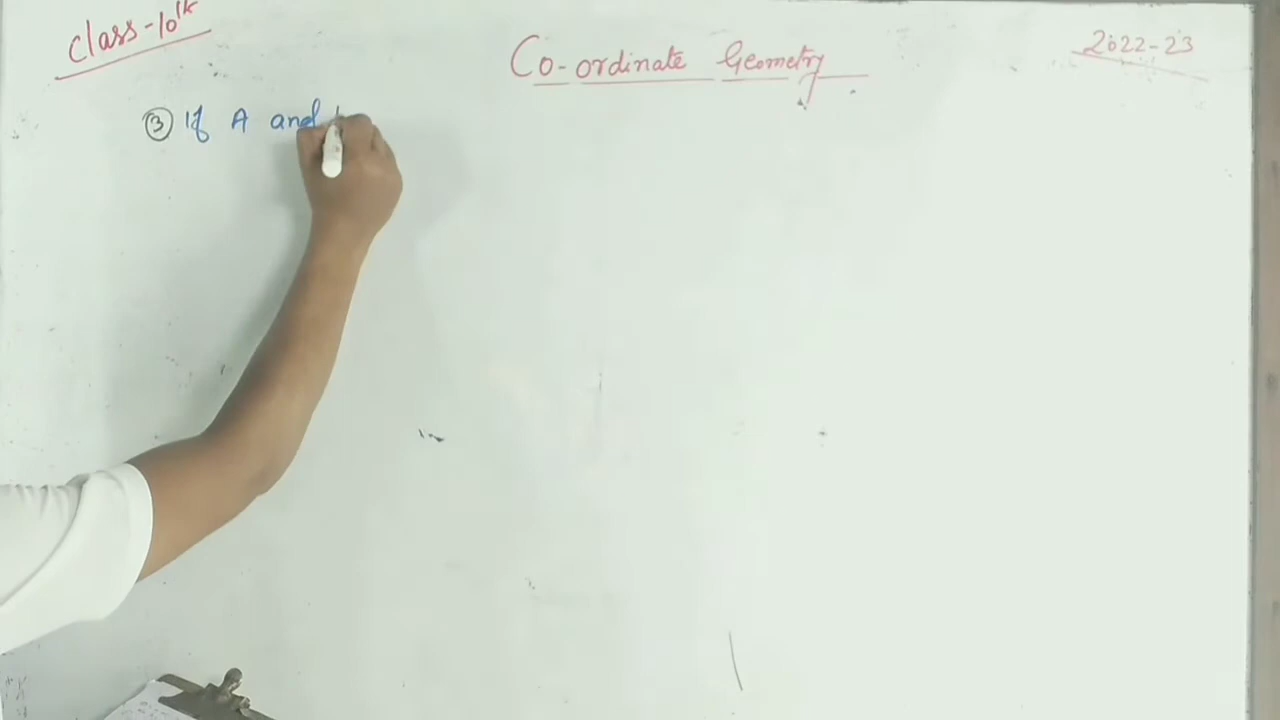 Class-10th
Co-ordinate Geometry
2022-23
③ If A and